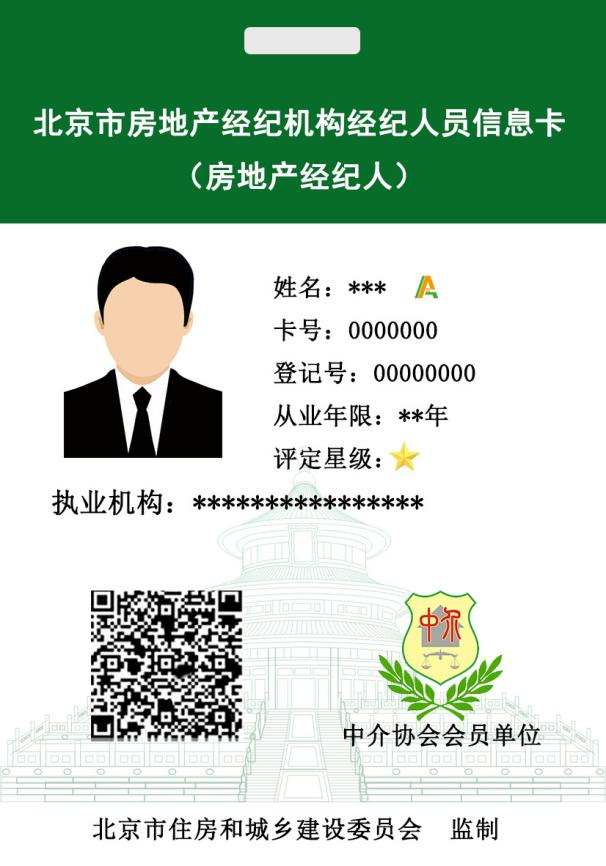 北京市房地产经纪机构经纪人员信息卡
（房地产经纪人）
姓名：*** A
卡号：0000000
登记号：00000000
从业年限：**年
评定星级：
执业机构：****************
中介
中介协会会员单位
北京市住房和城乡建设委员会 监制